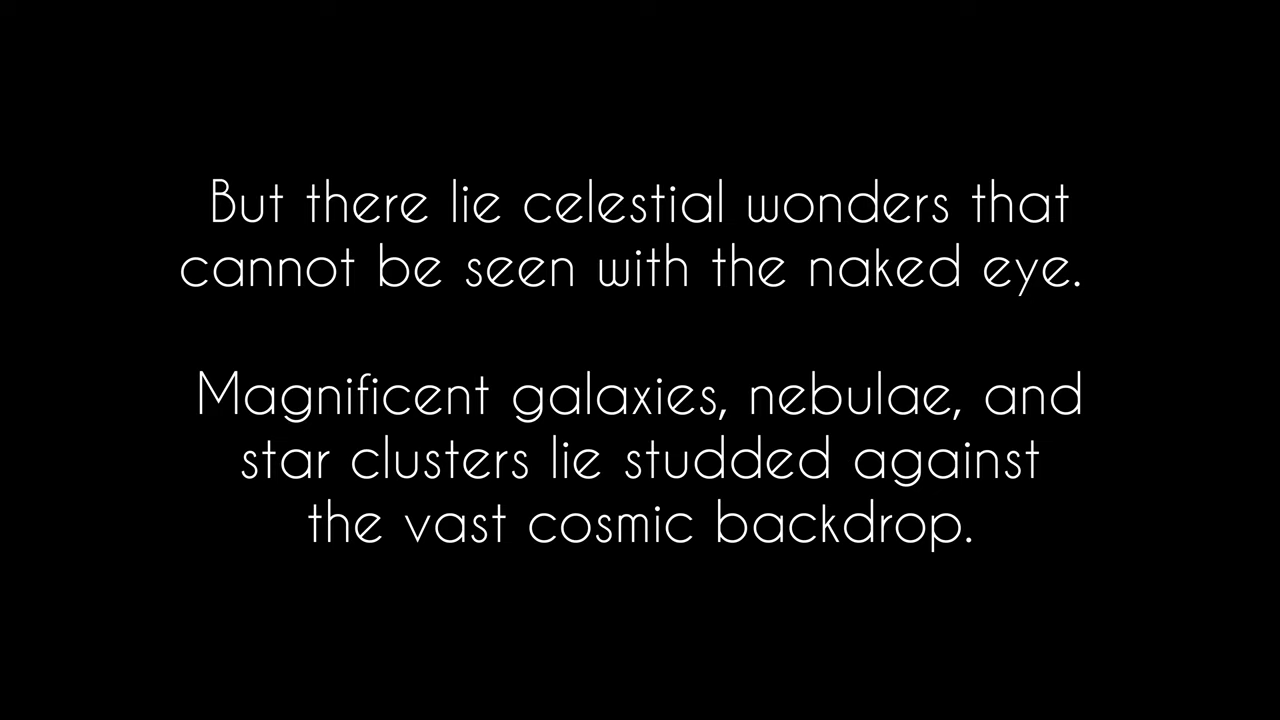 But there lie celestial wonders that
cannot be seen with the naked eye.
Magnificent galaxies, nebulae, and
star clusters lie studded against
the vast cosmic backdrop.